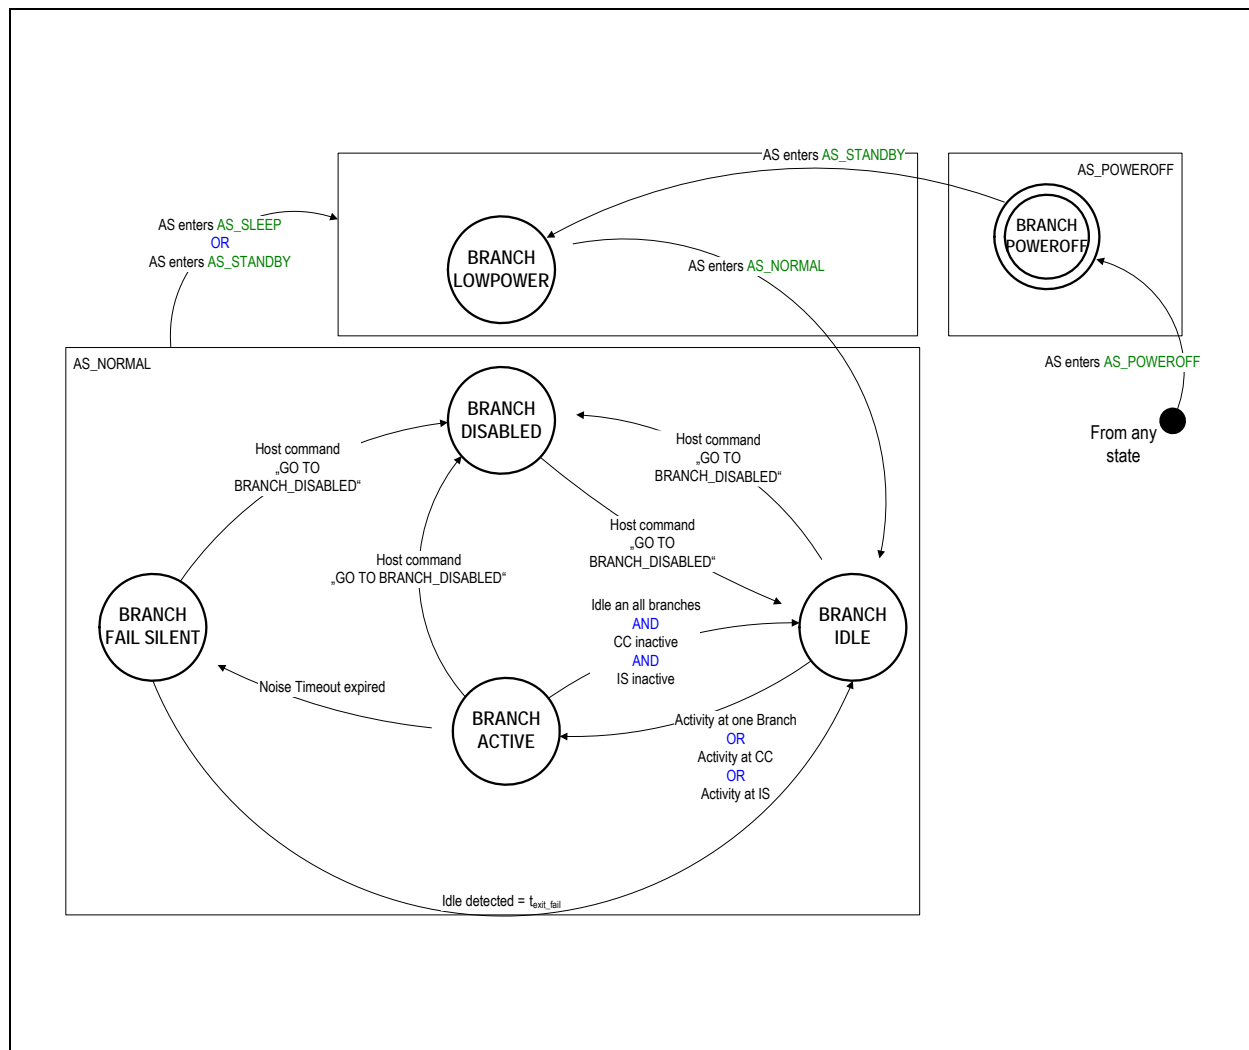 AS enters AS_STANDBY
AS_POWEROFF
BRANCH
POWEROFF
AS enters AS_SLEEP
OR
AS enters AS_STANDBY
BRANCH
LOWPOWER
AS enters AS_NORMAL
AS enters AS_POWEROFF
From any
state
AS_NORMAL
BRANCH
DISABLED
Host command
„GO TO
BRANCH_DISABLED“
Host command
„GO TO
BRANCH_DISABLED“
Host command
„GO TO BRANCH_DISABLED“
Host command
„GO TO
BRANCH_DISABLED“
BRANCH
FAIL SILENT
Idle an all branches
AND
CC inactive
AND
IS inactive
BRANCH
IDLE
Noise Timeout expired
BRANCH
ACTIVE
Activity at one Branch
OR
Activity at CC
OR
Activity at IS
Idle detected = texit_fail